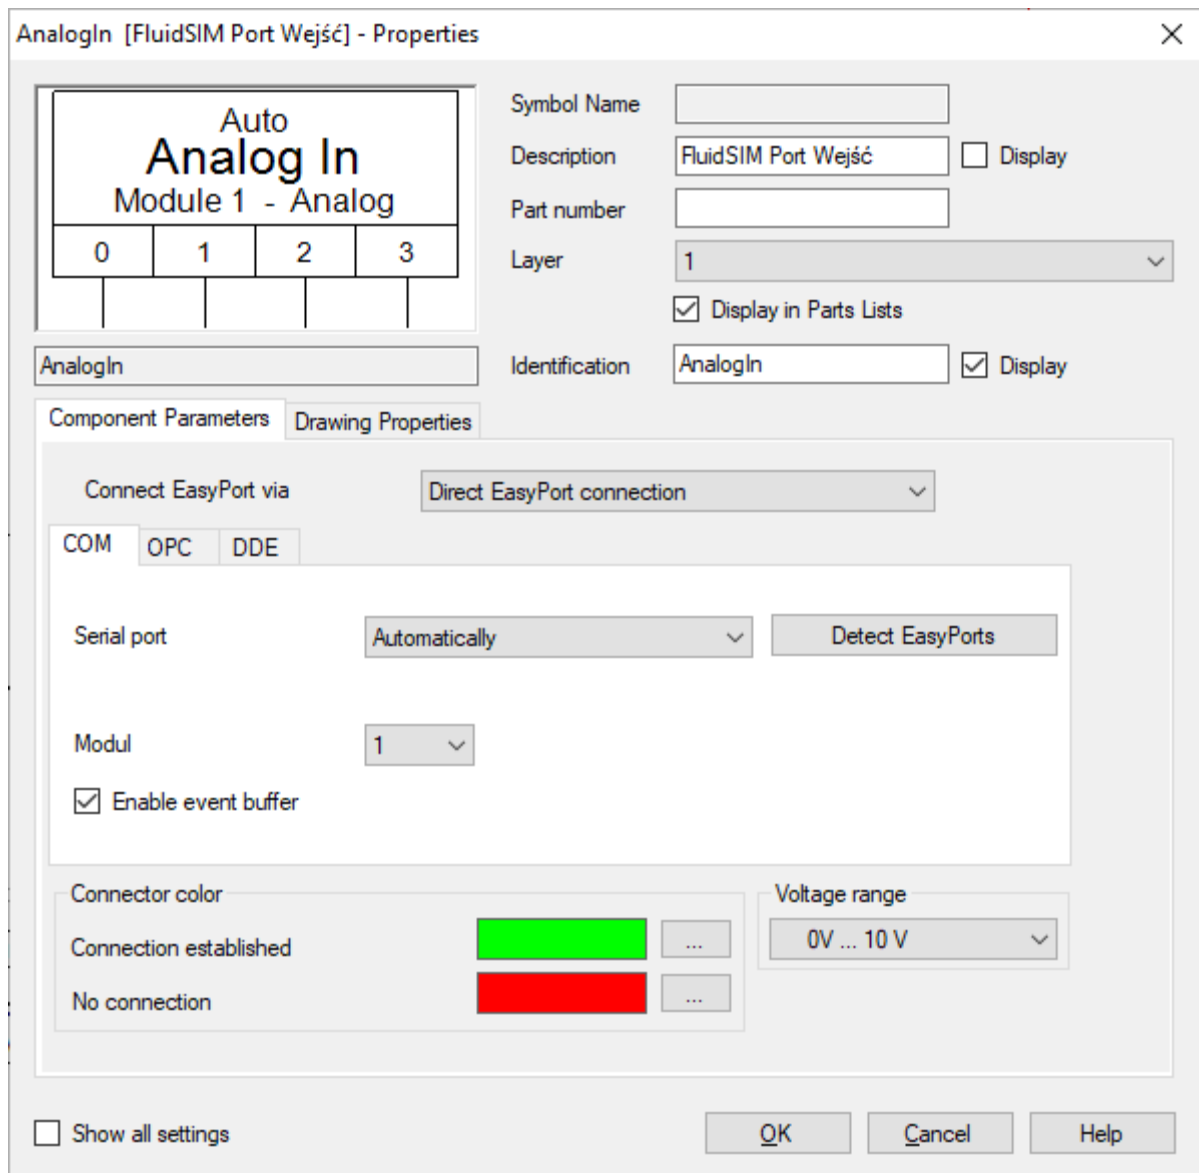 AnalogIn [FluidSIM Port Wejść] - Properties
Auto
Analog In
Module 1 - Analog
0 1 2 3
AnalogIn
Symbol Name
Description FluidSIM Port Wejść Display
Part number
Layer 1
Display in Parts Lists
Identification AnalogIn Display
Component Parameters Drawing Properties
Connect EasyPort via Direct EasyPort connection
COM OPC DDE
Serial port Automatically Detect EasyPorts
Modul 1
Enable event buffer
Connector color Voltage range
Connection established ... 0V ... 10 V
No connection ...
Show all settings OK Cancel Help